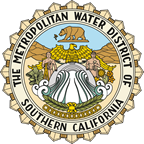 THE METROPOLITAN WATER DISTRICT OF
SOUTHERN CALIFORNIA